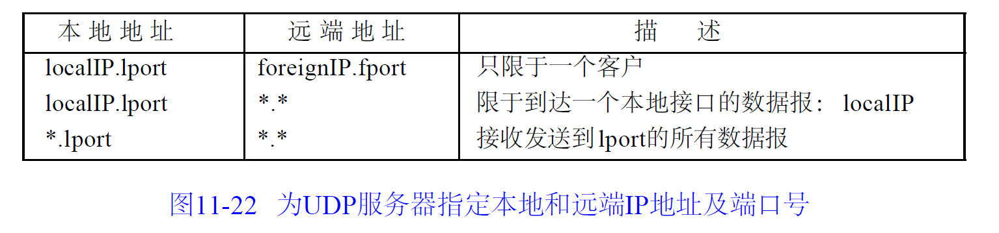 本地地址 远端地址 描 述
localIP.lport foreignIP.fport 只限于一个客户
localIP.lport *.* 限于到达一个本地接口的数据报: localIP
*.lport *.* 接收发送到lport的所有数据报
图11-22 为UDP服务器指定本地和远端IP地址及端口号